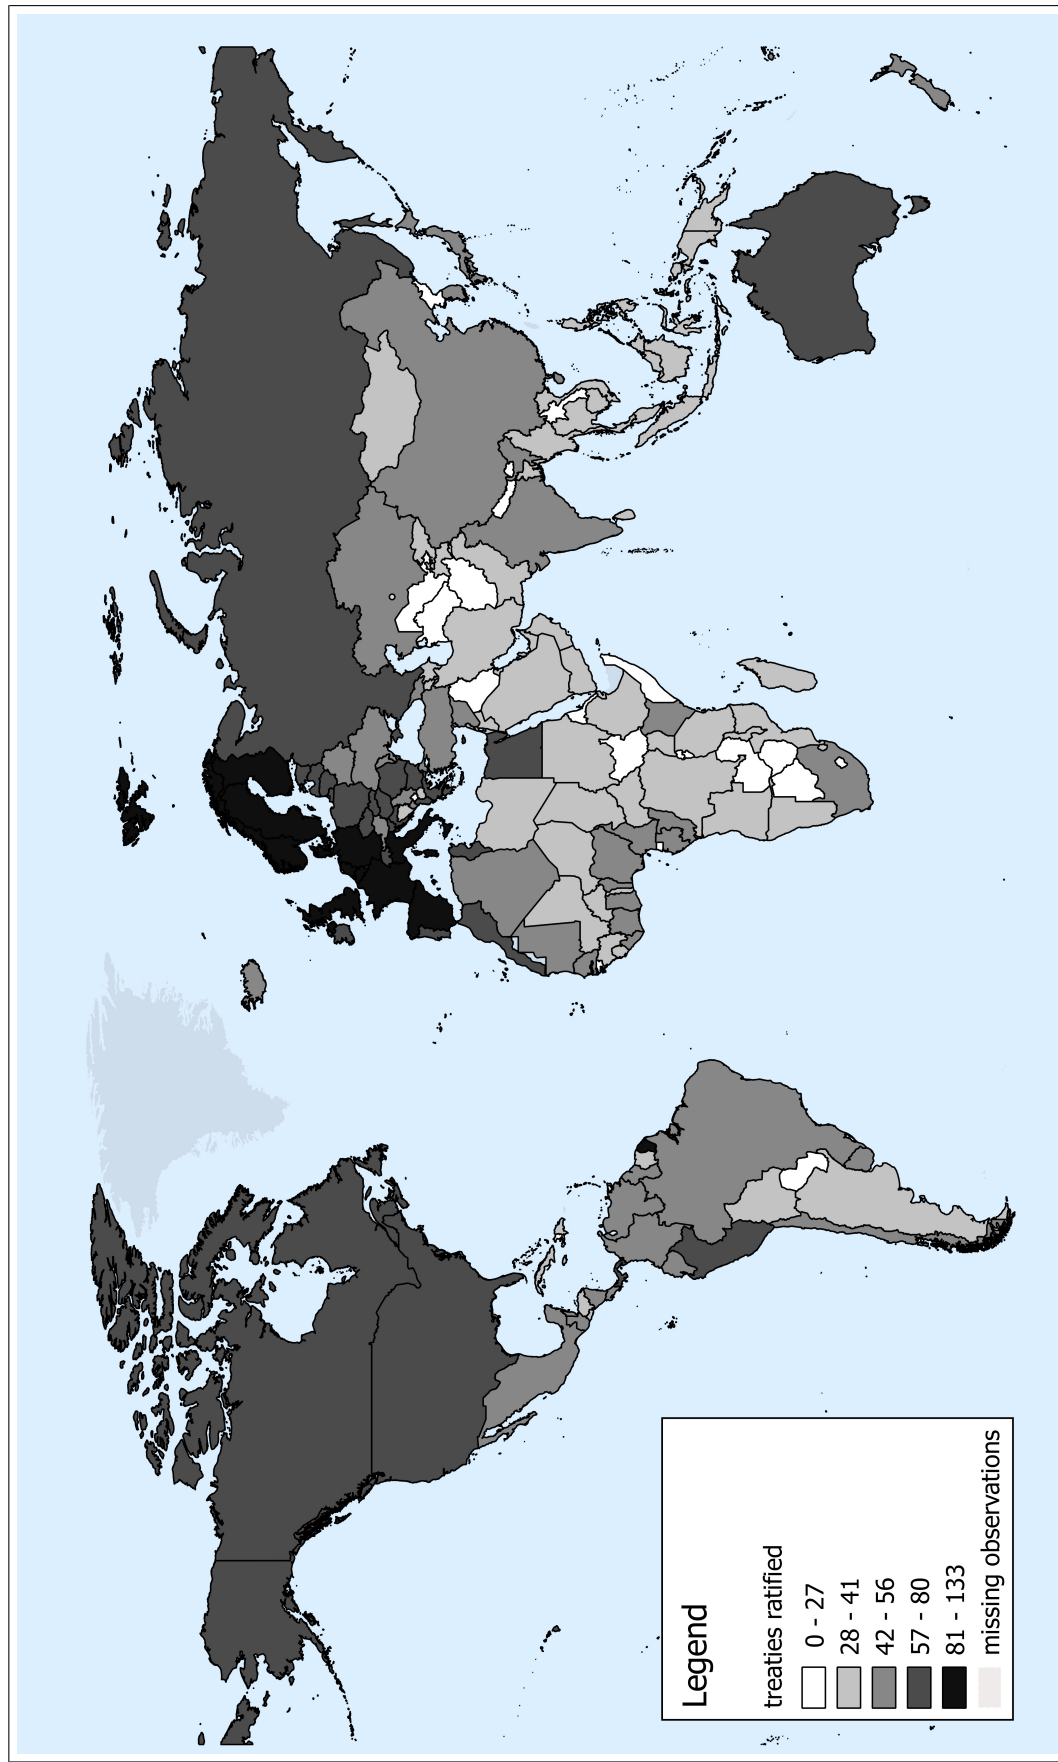 Legend
treaties ratified
0 - 27
28 - 41
42 - 56
57 - 80
81 - 133
missing observations